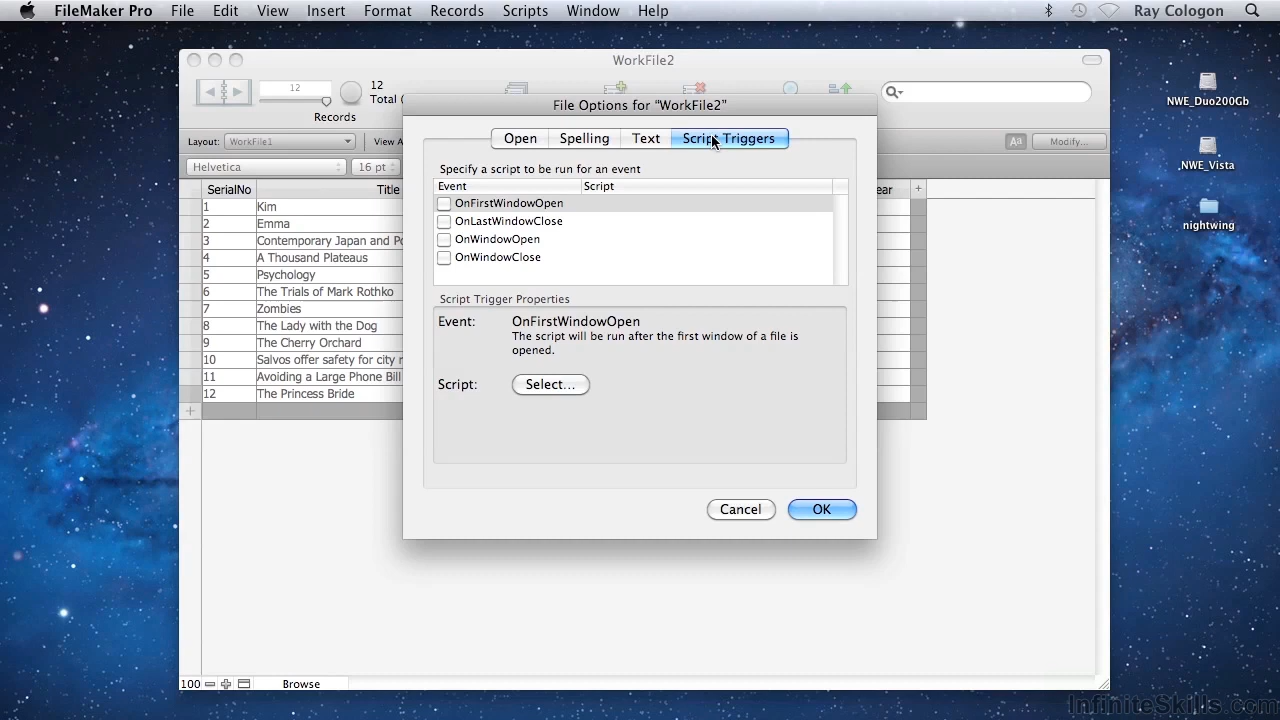 FileMaker Pro File Edit View Insert Format Records Scripts Window Help Ray Cologon
WorkFile2
12
12
Total (
Records
Layout: WorkFile1 View A Aa Modify...
Helvetica 16 pt
File Options for "WorkFile2"
Open Spelling Text Script Triggers
Specify a script to be run for an event
Event Script
OnFirstWindowOpen
OnLastWindowClose
OnWindowOpen
OnWindowClose
Script Trigger Properties
Event: OnFirstWindowOpen
The script will be run after the first window of a file is
opened.
Script: Select...
Cancel OK
SerialNo Title ear +
1 Kim
2 Emma
3 Contemporary Japan and Po
4 A Thousand Plateaus
5 Psychology
6 The Trials of Mark Rothko
7 Zombies
8 The Lady with the Dog
9 The Cherry Orchard
10 Salvos offer safety for city r
11 Avoiding a Large Phone Bill
12 The Princess Bride
+
100 Browse
NWE_Duo200Gb
NWE_Vista
nightwing
InfiniteSkills.com